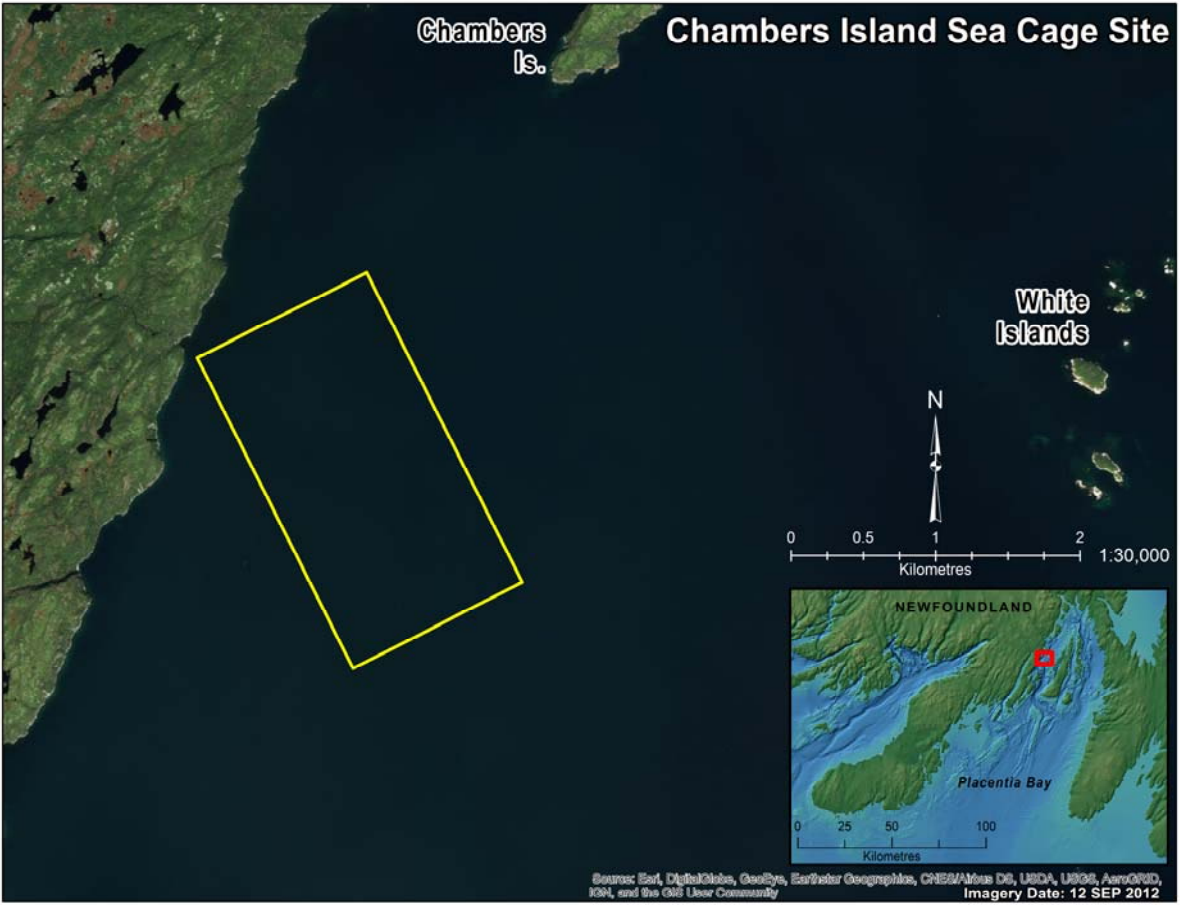 Chambers Island Sea Cage Site
Chambers
Is.
White
Islands
N
0 0.5 1 2
1:30,000
Kilometres
NEWFOUNDLAND
Placentia Bay
0 25 50 100
Kilometres
Source: Esri, DigitalGlobe, GeoEye, Earthstar Geographics, CNES/Airbus DS, USDA, USGS, AeroGRID,
IGN, and the GIS User Community
Imagery Date: 12 SEP 2012